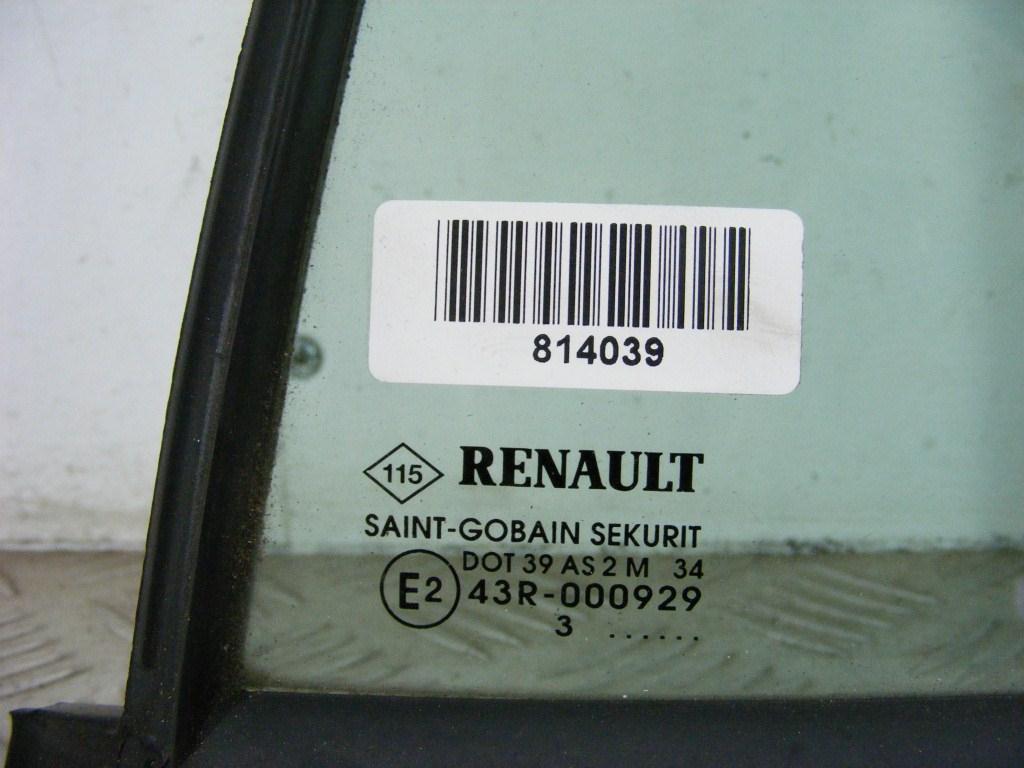 814039
115 RENAULT
SAINT-GOBAIN SEKURIT
DOT 39 AS 2 M 34
E2 43R-000929
3 ......